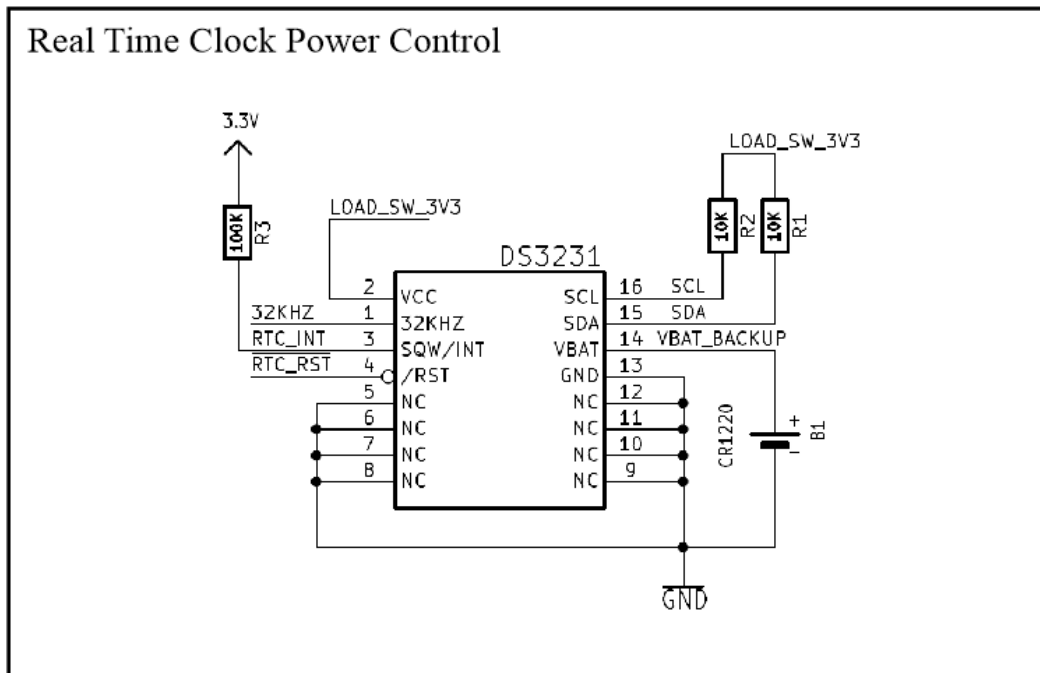 Real Time Clock Power Control
3.3V
LOAD_SW_3V3
100K
R3
LOAD_SW_3V3
10K
R2
10K
R1
DS3231
2
VCC
SCL
16
SCL
32KHZ
1
32KHZ
SDA
15
SDA
RTC_INT
3
SQW/INT
VBAT
14
VBAT_BACKUP
RTC_RST
4
/RST
GND
13
5
NC
NC
12
6
NC
NC
11
7
NC
NC
10
8
NC
NC
9
CR1220
+
-
B1
GND